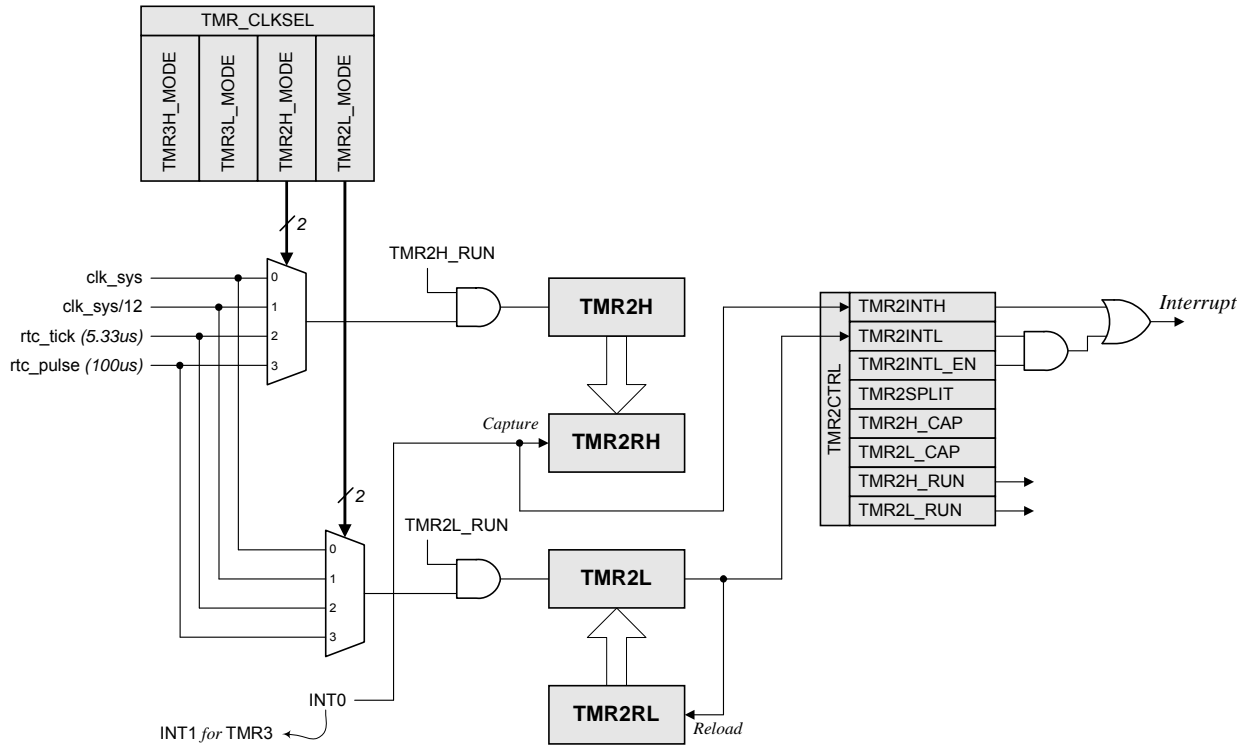 TMR_CLKSEL
TMR3H_MODE
TMR3L_MODE
TMR2H_MODE
TMR2L_MODE
2
clk_sys
clk_sys/12
rtc_tick (5.33us)
rtc_pulse (100us)
0
1
2
3
TMR2H_RUN
TMR2H
Capture
TMR2RH
2
0
1
2
3
TMR2L_RUN
TMR2L
TMR2RL
Reload
INT0
INT1 for TMR3
TMR2CTRL
TMR2INTH
TMR2INTL
TMR2INTL_EN
TMR2SPLIT
TMR2H_CAP
TMR2L_CAP
TMR2H_RUN
TMR2L_RUN
Interrupt